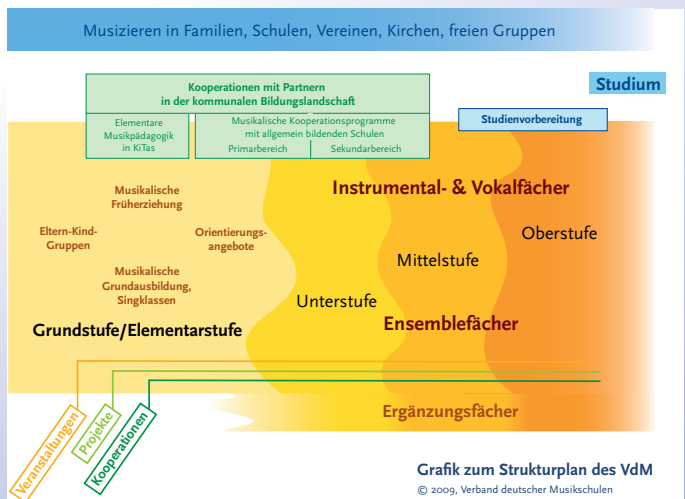 Musizieren in Familien, Schulen, Vereinen, Kirchen, freien Gruppen
Studium
Kooperationen mit Partnern
in der kommunalen Bildungslandschaft
Elementare
Musikpädagogik
in KiTas
Musikalische Kooperationsprogramme
mit allgemein bildenden Schulen
Primarbereich
Sekundarbereich
Studienvorbereitung
Musikalische
Früherziehung
Instrumental- & Vokalfächer
Eltern-Kind-
Gruppen
Orientierungs-
angebote
Oberstufe
Mittelstufe
Musikalische
Grundausbildung,
Singklassen
Unterstufe
Grundstufe/Elementarstufe
Ensemblefächer
Veranstaltungen
Projekte
Kooperationen
Ergänzungsfächer
Grafik zum Strukturplan des VdM
© 2009, Verband deutscher Musikschulen